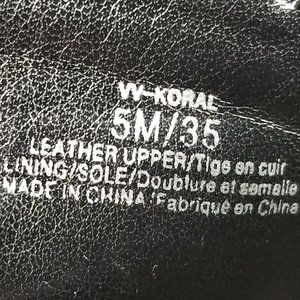 VV-KORAL
5M/35
LEATHER UPPER/Tige en cuir
LINING/SOLE/Doublure et semelle
MADE IN CHINA/Fabriqué en Chine